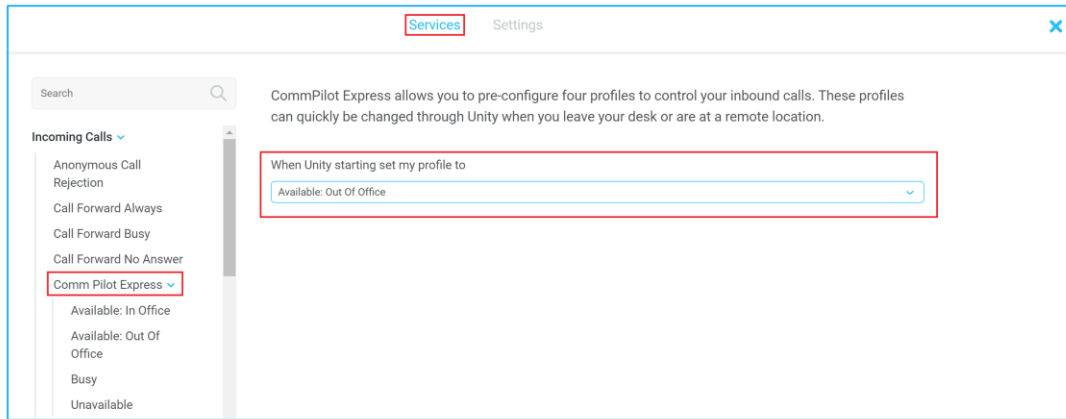 Services Settings
Search
Incoming Calls
Anonymous Call
Rejection
Call Forward Always
Call Forward Busy
Call Forward No Answer
Comm Pilot Express
Available: In Office
Available: Out Of
Office
Busy
Unavailable
CommPilot Express allows you to pre-configure four profiles to control your inbound calls. These profiles
can quickly be changed through Unity when you leave your desk or are at a remote location.
When Unity starting set my profile to
Available: Out Of Office